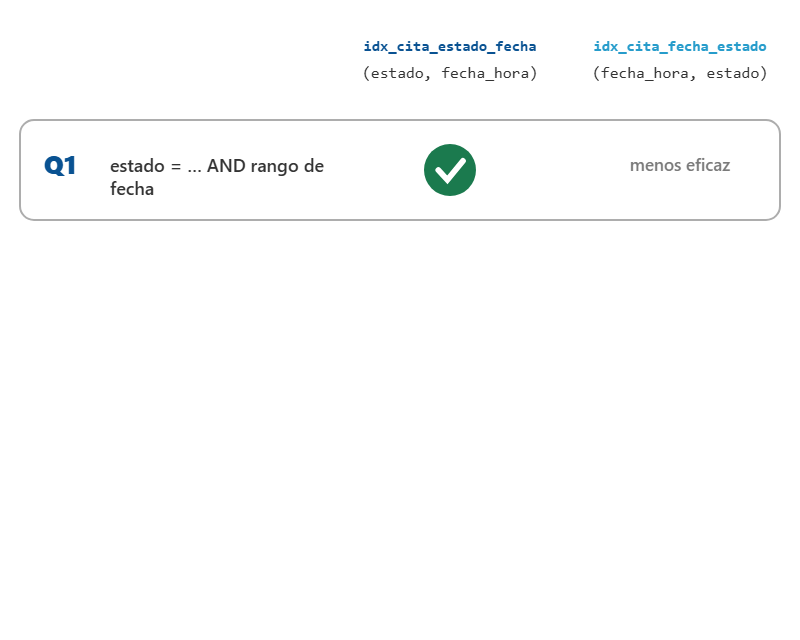 idx_cita_estado_fecha idx_cita_fecha_estado
(estado, fecha_hora) (fecha_hora, estado)
Q1 estado = ... AND rango de fecha menos eficaz